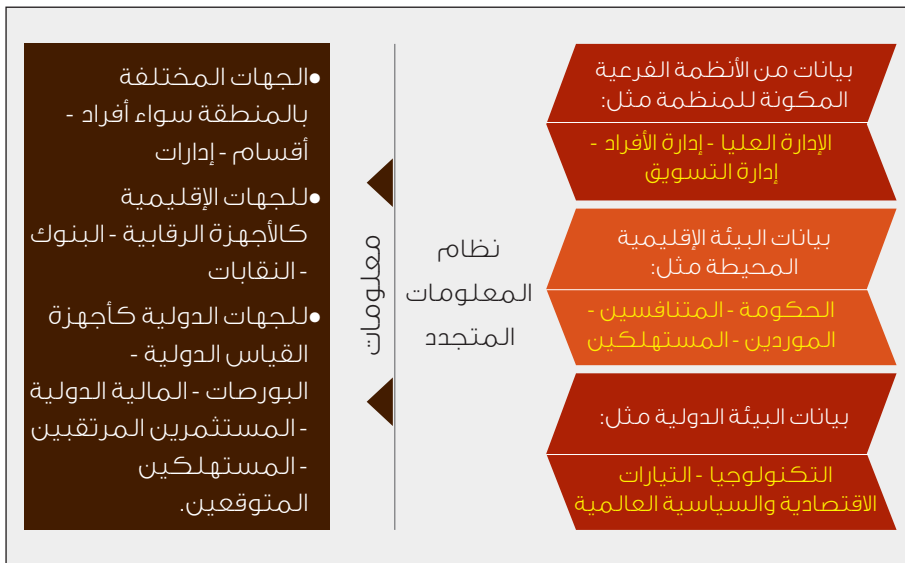 بيانات من الأنظمة الفرعية
المكونة للمنظمة مثل:
الإدارة العليا - إدارة الأفراد -
إدارة التسويق
بيانات البيئة الإقليمية
المحيطة مثل:
الحكومة - المتنافسين -
الموردين - المستهلكين
بيانات البيئة الدولية مثل:
التكنولوجيا - التيارات
الاقتصادية والسياسية العالمية
نظام
المعلومات
المتجدد
معلومات
•الجهات المختلفة
بالمنطقة سواء أفراد -
أقسام - إدارات
•للجهات الإقليمية
كالأجهزة الرقابية - البنوك
- النقابات
•للجهات الدولية كأجهزة
القياس الدولية -
البورصات - المالية الدولية
- المستثمرين المرتقبين
- المستهلكين
المتوقعين.